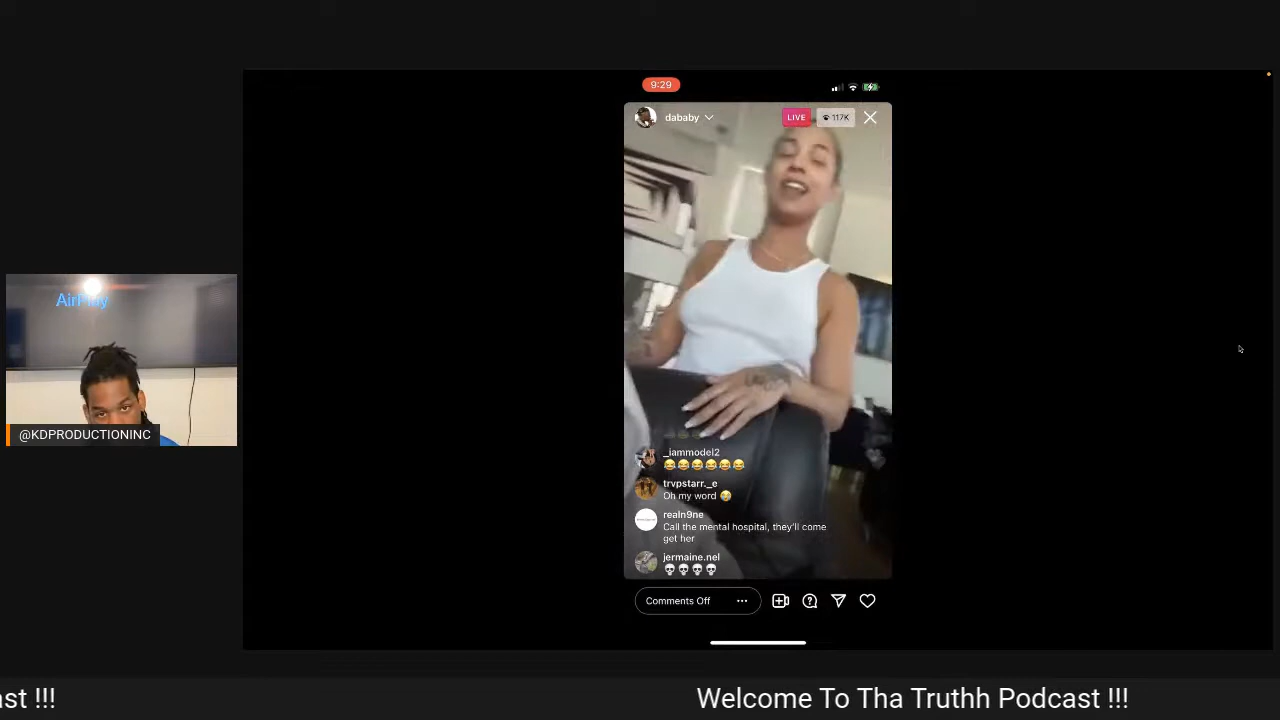 9:29
dababy
LIVE
117K
AirPlay
@KDPRODUCTIONINC
_iammodel2
😂😂😂😂😂😂
trvpstarr._e
Oh my word 😭
realn9ne
Call the mental hospital, they'll come
get her
jermaine.nel
💀💀💀💀
Comments Off
ast !!!
Welcome To Tha Truthh Podcast !!!